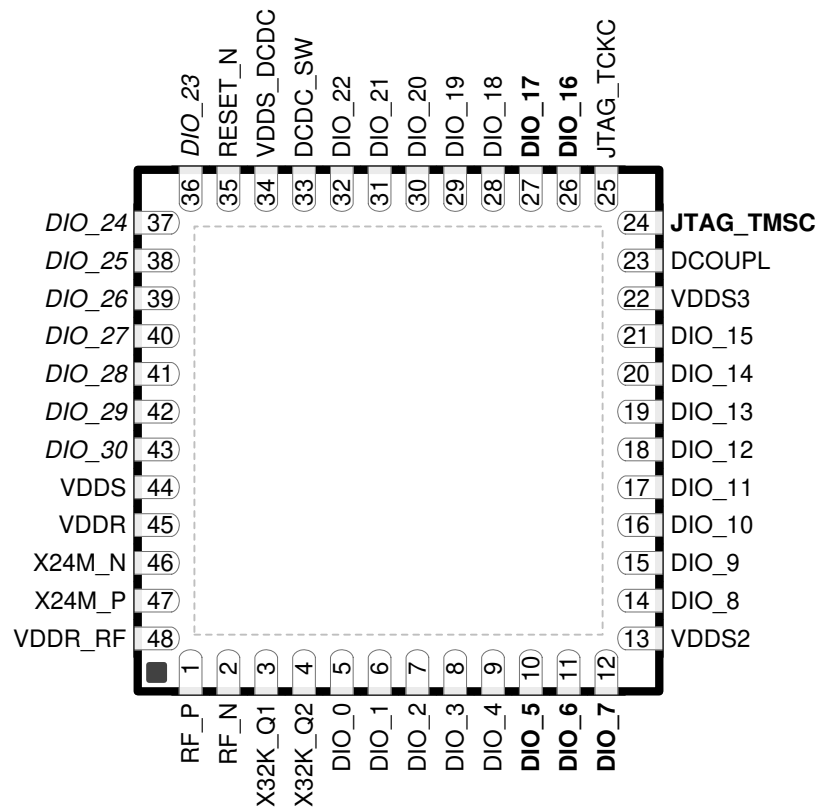 DIO_23
RESET_N
VDDS_DCDC
DCDC_SW
DIO_22
DIO_21
DIO_20
DIO_19
DIO_18
DIO_17
DIO_16
JTAG_TCKC
36
35
34
33
32
31
30
29
28
27
26
25
DIO_24 37
DIO_25 38
DIO_26 39
DIO_27 40
DIO_28 41
DIO_29 42
DIO_30 43
VDDS 44
VDDR 45
X24M_N 46
X24M_P 47
VDDR_RF 48
24 JTAG_TMSC
23 DCOUPL
22 VDDS3
21 DIO_15
20 DIO_14
19 DIO_13
18 DIO_12
17 DIO_11
16 DIO_10
15 DIO_9
14 DIO_8
13 VDDS2
1
2
3
4
5
6
7
8
9
10
11
12
RF_P
RF_N
X32K_Q1
X32K_Q2
DIO_0
DIO_1
DIO_2
DIO_3
DIO_4
DIO_5
DIO_6
DIO_7